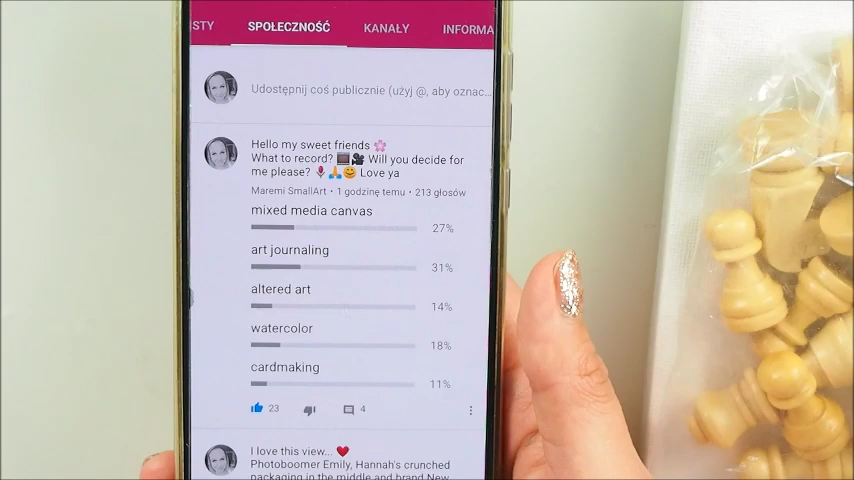 STY SPOŁECZNOŚĆ KANAŁY INFORMA
Udostępnij coś publicznie (użyj @, aby oznac...
Hello my sweet friends 🌸
What to record? 🎞️🎥 Will you decide for
me please? 🎙️🙏😊 Love ya
Maremi SmallArt • 1 godzinę temu • 213 głosów
mixed media canvas
27%
art journaling
31%
altered art
14%
watercolor
18%
cardmaking
11%
23 4
I love this view... ❤️
Photoboomer Emily, Hannah's crunched
packaging in the middle and brand New